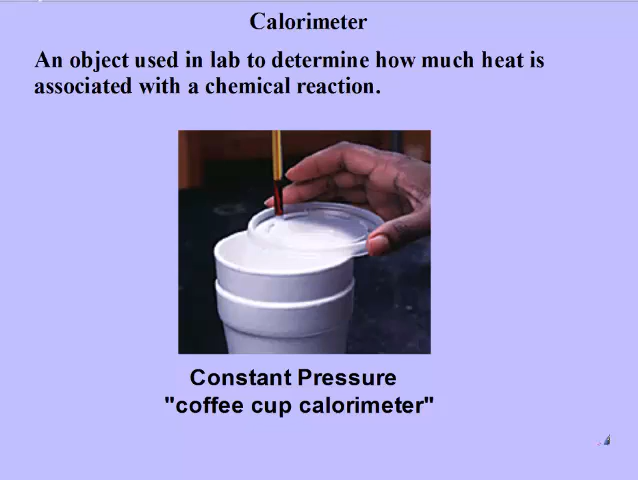 Calorimeter
An object used in lab to determine how much heat is
associated with a chemical reaction.
Constant Pressure
"coffee cup calorimeter"